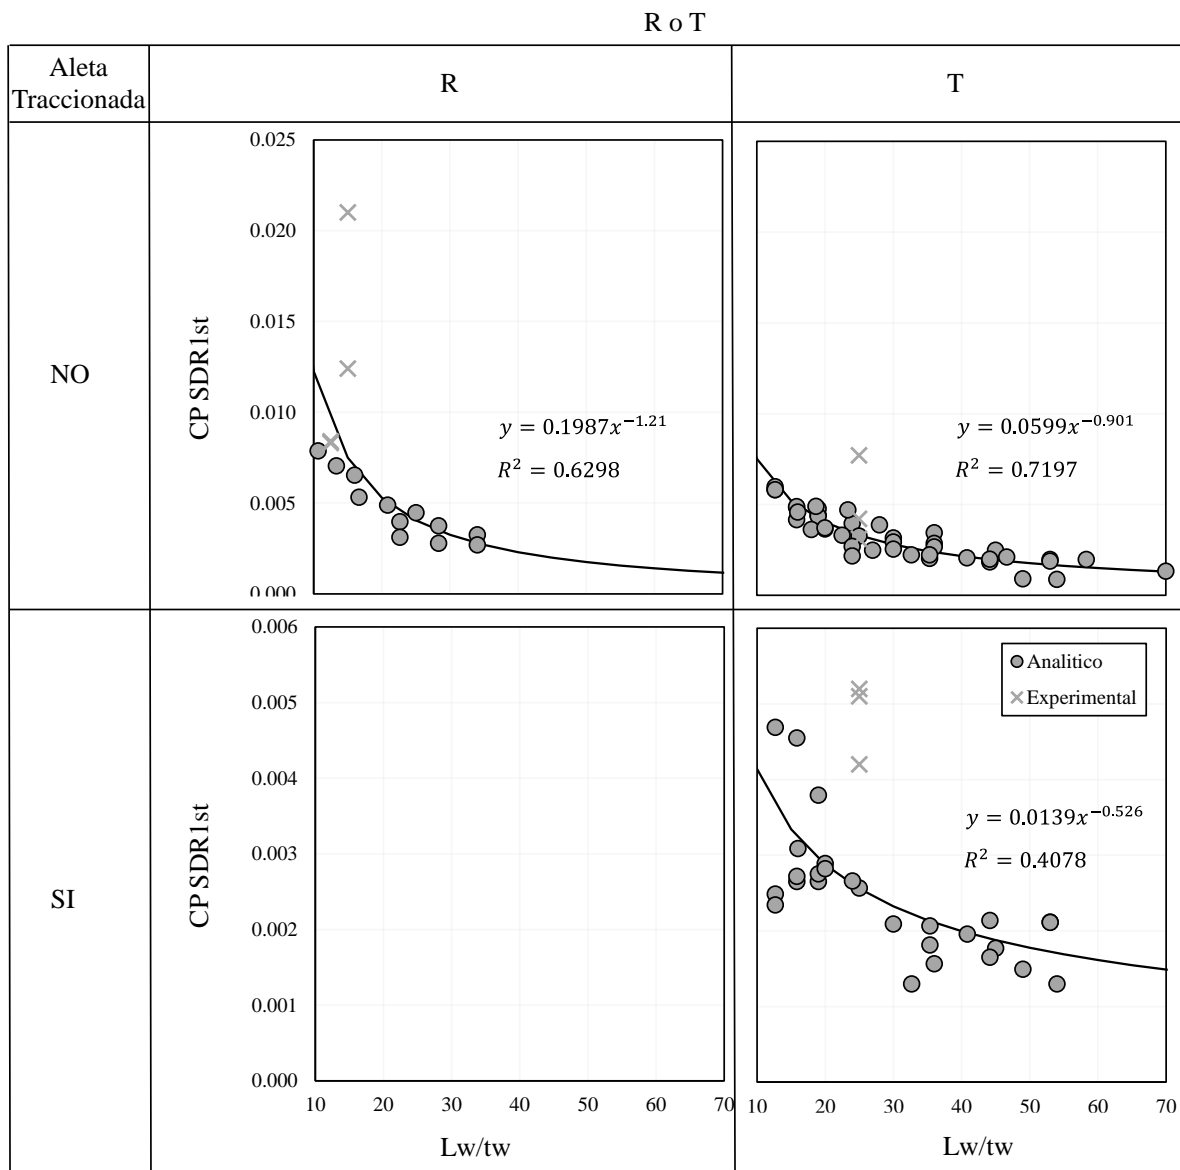 R o T
Aleta
Traccionada
R
T
NO
CP SDR1st
0.025
0.020
0.015
0.010
0.005
0.000
y = 0.1987x^{-1.21}
R² = 0.6298
y = 0.0599x^{-0.901}
R² = 0.7197
SI
CP SDR1st
0.006
0.005
0.004
0.003
0.002
0.001
0.000
10 20 30 40 50 60 70
Lw/tw
Analitico
Experimental
y = 0.0139x^{-0.526}
R² = 0.4078
10 20 30 40 50 60 70
Lw/tw